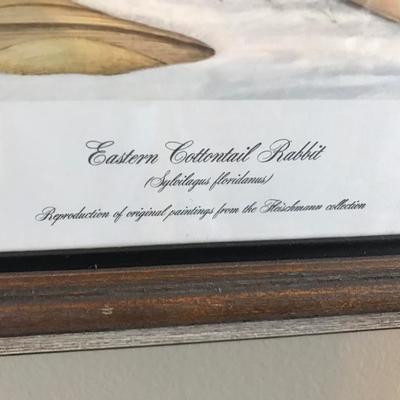 Eastern Cottontail Rabbit
(Sylvilagus floridanus)
Reproduction of original paintings from the Fleischmann collection